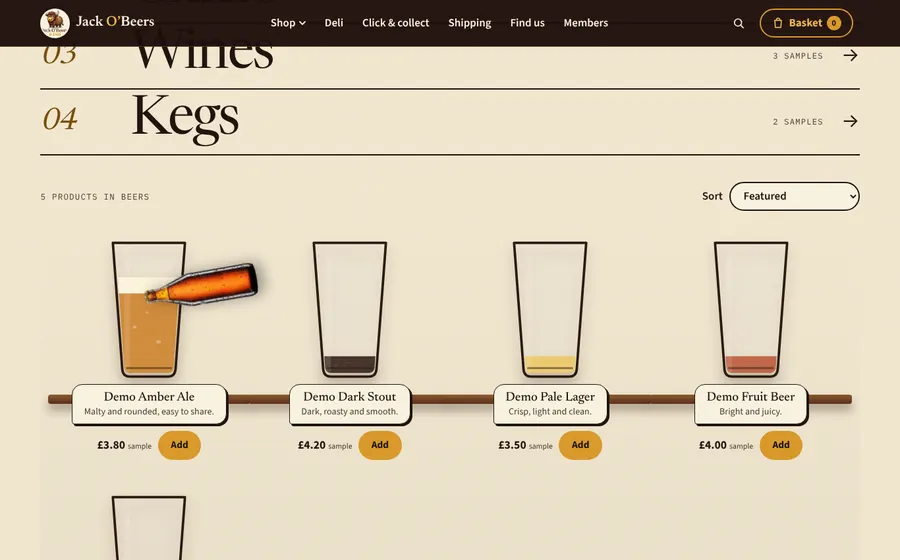 Jack O'Beers
Shop
Deli
Click & collect
Shipping
Find us
Members
Basket 0
03 Wines 3 SAMPLES
04 Kegs 2 SAMPLES
5 PRODUCTS IN BEERS
Sort Featured
Demo Amber Ale
Malty and rounded, easy to share.
£3.80 sample Add
Demo Dark Stout
Dark, roasty and smooth.
£4.20 sample Add
Demo Pale Lager
Crisp, light and clean.
£3.50 sample Add
Demo Fruit Beer
Bright and juicy.
£4.00 sample Add